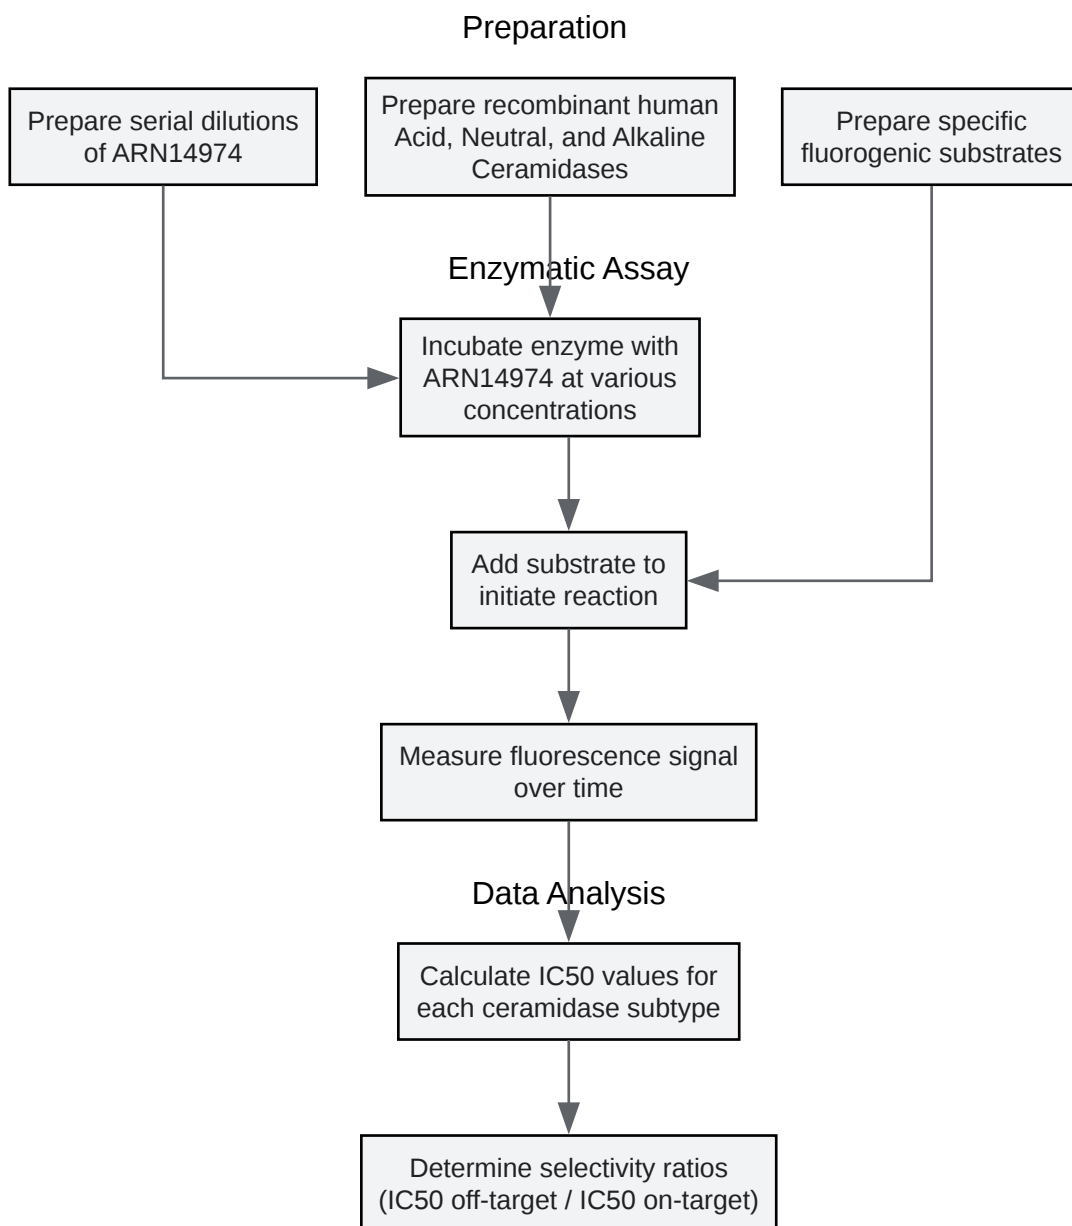 Preparation
Prepare serial dilutions
of ARN14974
Prepare recombinant human
Acid, Neutral, and Alkaline
Ceramidases
Prepare specific
fluorogenic substrates
Enzymatic Assay
Incubate enzyme with
ARN14974 at various
concentrations
Add substrate to
initiate reaction
Measure fluorescence signal
over time
Data Analysis
Calculate IC50 values for
each ceramidase subtype
Determine selectivity ratios
(IC50 off-target / IC50 on-target)